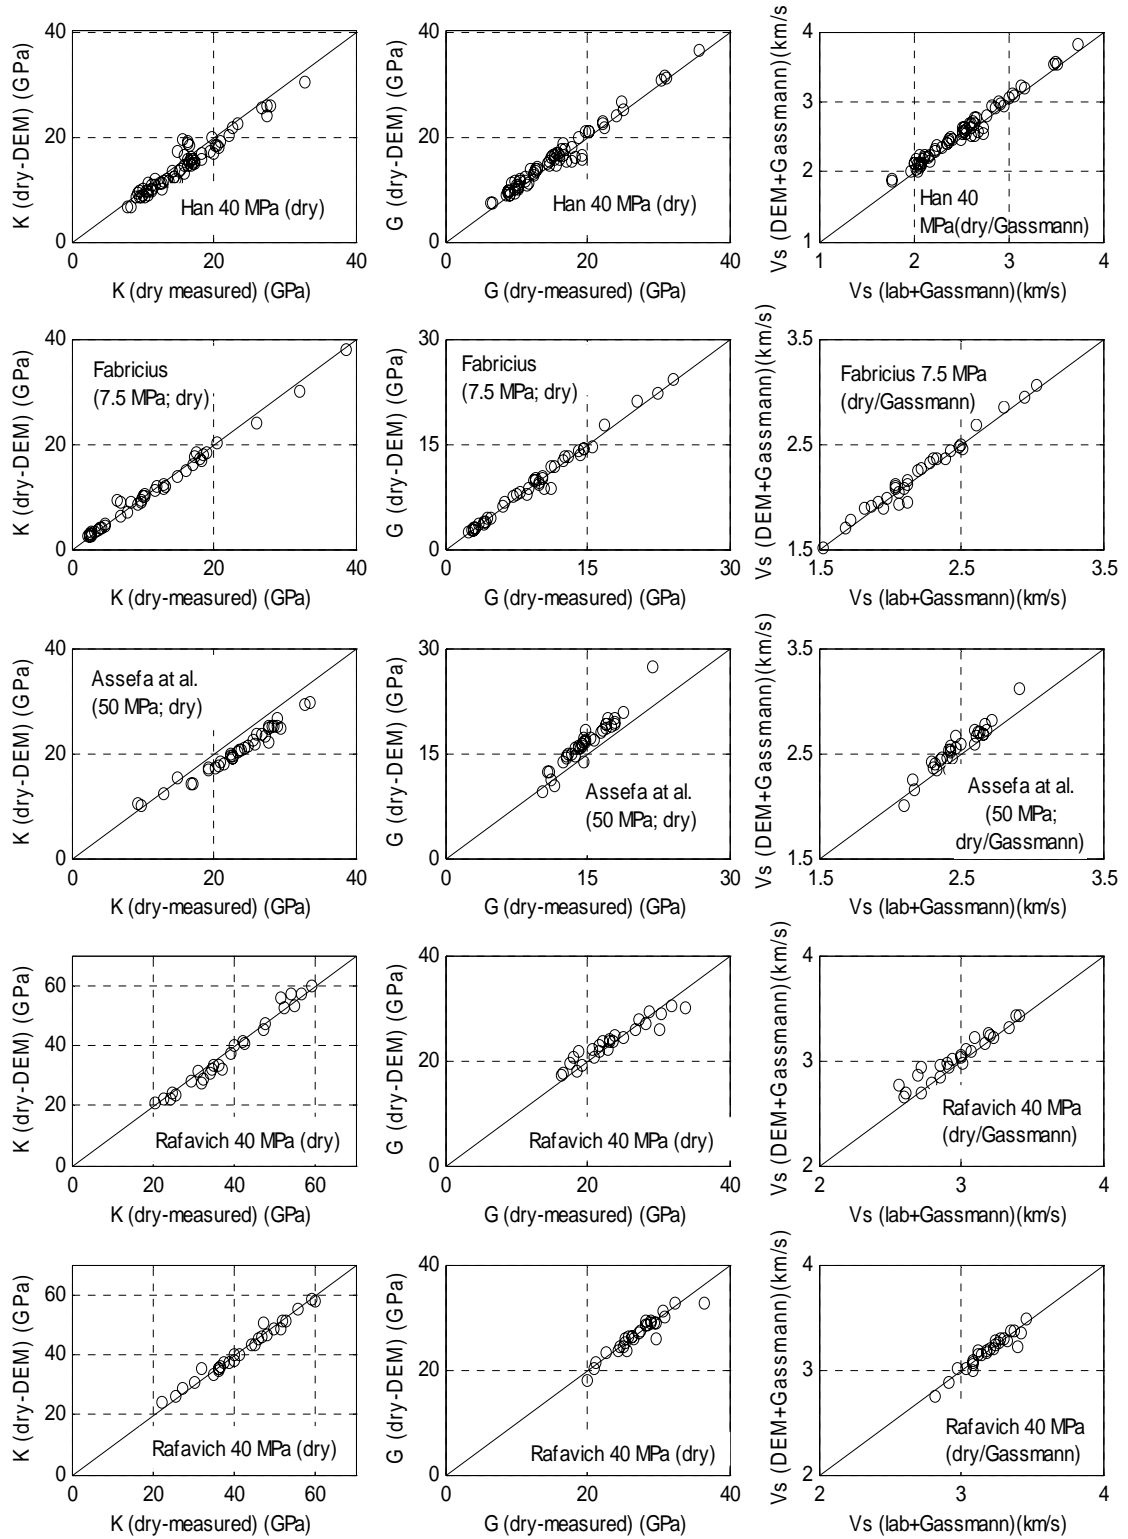 40
20
0
0
20
40
K (dry-DEM) (GPa)
K (dry measured) (GPa)
Han 40 MPa (dry)
40
20
0
0
20
40
G (dry-DEM) (GPa)
G (dry-measured) (GPa)
Han 40 MPa (dry)
4
3
2
1
1
2
3
4
Vs (DEM+Gassmann)(km/s)
Vs (lab+Gassmann)(km/s)
Han 40
MPa(dry/Gassmann)
40
20
0
0
20
40
K (dry-DEM) (GPa)
K (dry-measured) (GPa)
Fabricius
(7.5 MPa; dry)
30
15
0
0
15
30
G (dry-DEM) (GPa)
G (dry-measured) (GPa)
Fabricius
(7.5 MPa; dry)
3.5
2.5
1.5
1.5
2.5
3.5
Vs (DEM+Gassmann)(km/s)
Vs (lab+Gassmann)(km/s)
Fabricius 7.5 MPa
(dry/Gassmann)
40
20
0
0
20
40
K (dry-DEM) (GPa)
K (dry-measured) (GPa)
Assefa at al.
(50 MPa; dry)
30
15
0
0
15
30
G (dry-DEM) (GPa)
G (dry-measured) (GPa)
Assefa at al.
(50 MPa; dry)
3.5
2.5
1.5
1.5
2.5
3.5
Vs (DEM+Gassmann)(km/s)
Vs (lab+Gassmann)(km/s)
Assefa at al.
(50 MPa;
dry/Gassmann)
60
40
20
0
0
20
40
60
K (dry-DEM) (GPa)
K (dry-measured) (GPa)
Rafavich 40 MPa (dry)
40
20
0
0
20
40
G (dry-DEM) (GPa)
G (dry-measured) (GPa)
Rafavich 40 MPa (dry)
4
3
2
2
3
4
Vs (DEM+Gassmann)(km/s)
Vs (lab+Gassmann)(km/s)
Rafavich 40 MPa
(dry/Gassmann)
60
40
20
0
0
20
40
60
K (dry-DEM) (GPa)
K (dry-measured) (GPa)
Rafavich 40 MPa (dry)
40
20
0
0
20
40
G (dry-DEM) (GPa)
G (dry-measured) (GPa)
Rafavich 40 MPa (dry)
4
3
2
2
3
4
Vs (DEM+Gassmann)(km/s)
Vs (lab+Gassmann)(km/s)
Rafavich 40 MPa
(dry/Gassmann)